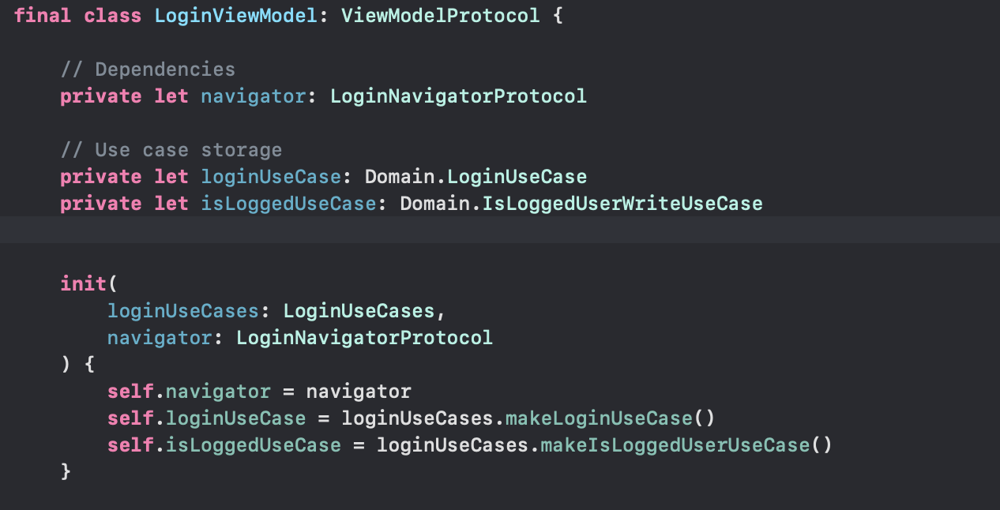 final class LoginViewModel: ViewModelProtocol {
// Dependencies
private let navigator: LoginNavigatorProtocol
// Use case storage
private let loginUseCase: Domain.LoginUseCase
private let isLoggedUseCase: Domain.IsLoggedUserWriteUseCase
init(
loginUseCases: LoginUseCases,
navigator: LoginNavigatorProtocol
) {
self.navigator = navigator
self.loginUseCase = loginUseCases.makeLoginUseCase()
self.isLoggedUseCase = loginUseCases.makeIsLoggedUserUseCase()
}